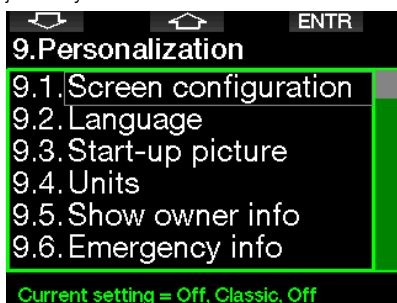 ENTR
9.Personalization
9.1.Screen configuration
9.2.Language
9.3.Start-up picture
9.4.Units
9.5.Show owner info
9.6.Emergency info
Current setting = Off, Classic, Off